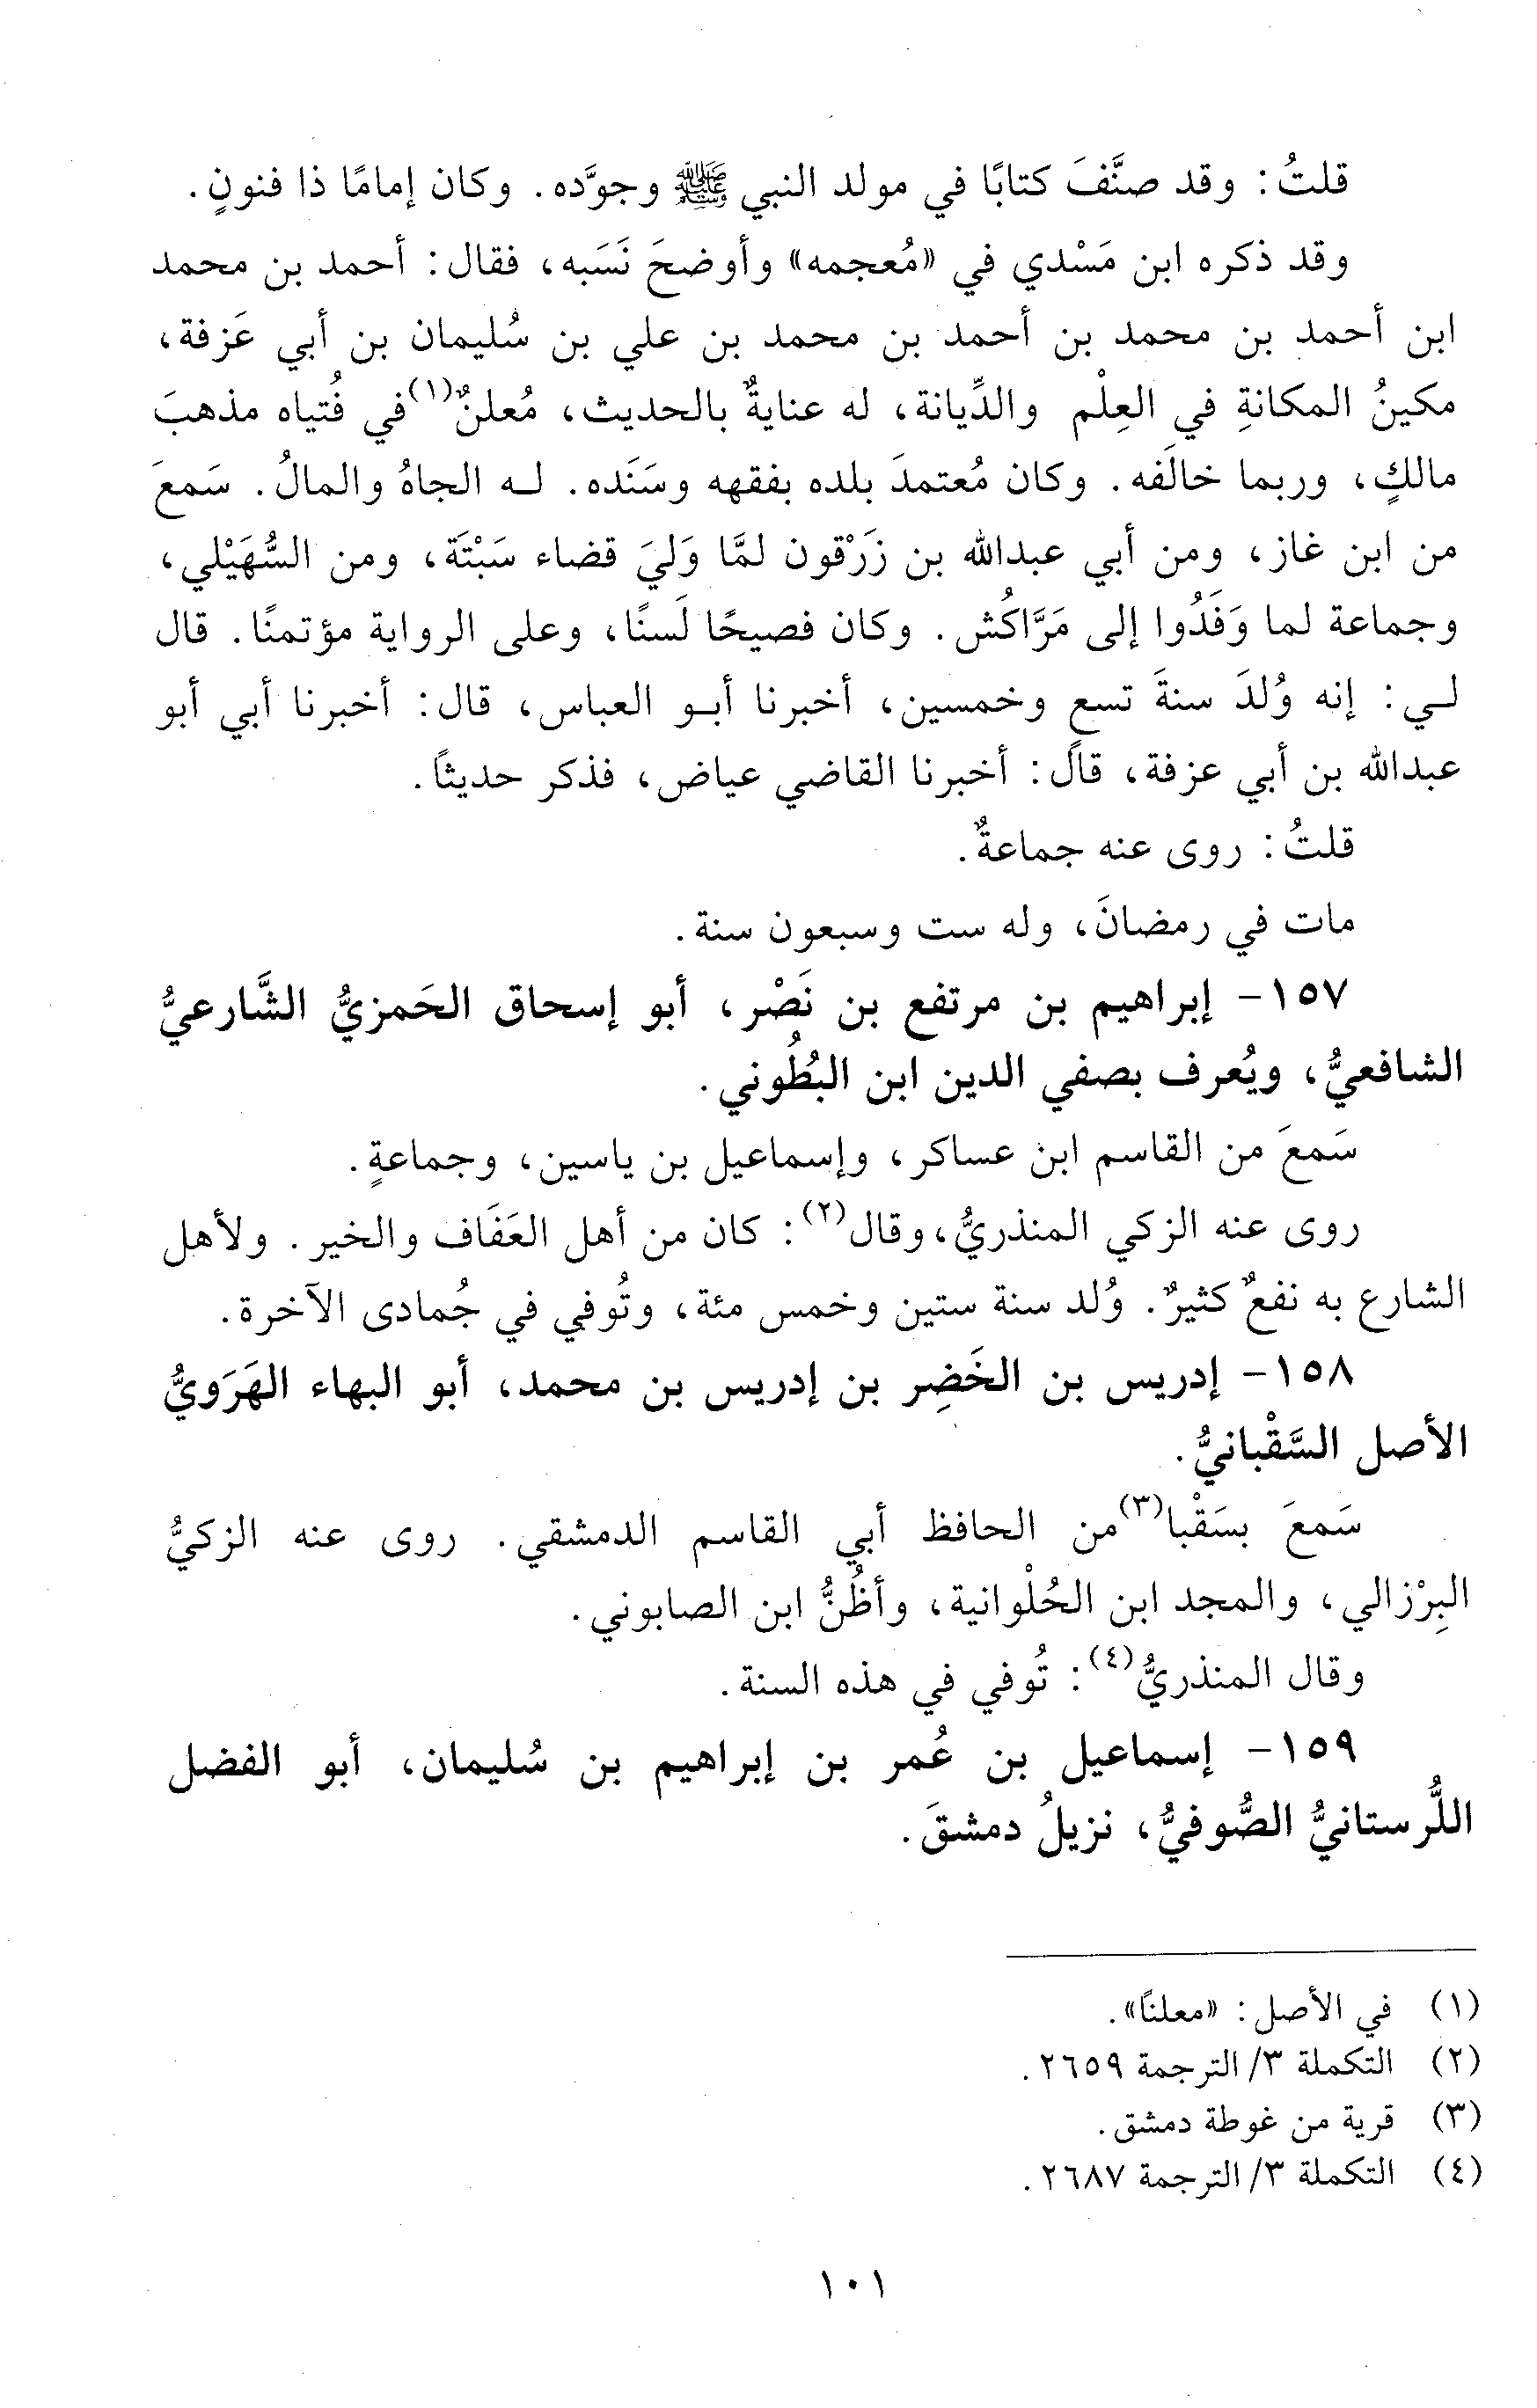 قلتُ: وقد صنَّفَ كتابًا في مولد النبي ﷺ وجوَّده. وكان إمامًا ذا فنونٍ.
وقد ذكره ابن مَسْدي في «مُعجمه» وأوضحَ نَسَبه، فقال: أحمد بن محمد
ابن أحمد بن محمد بن أحمد بن محمد بن علي بن سُليمان بن أبي عَزفة،
مكينُ المكانةِ في العِلْم والدِّيانة، له عنايةٌ بالحديث، مُعلنٌ(١) في فُتياه مذهبَ
مالكٍ، وربما خالَفه. وكان مُعتمدَ بلده بفقهه وسَنَده. لـه الجاهُ والمالُ. سَمعَ
من ابن غاز، ومن أبي عبدالله بن زَرْقون لمَّا وَليَ قضاء سَبْتَة، ومن السُّهَيْلي،
وجماعة لما وَفَدُوا إلى مَرَّاكُش. وكان فصيحًا لَسنًا، وعلى الرواية مؤتمنًا. قال
لـي: إنه وُلدَ سنةَ تسع وخمسين، أخبرنا أبـو العباس، قال: أخبرنا أبي أبو
عبدالله بن أبي عزفة، قال: أخبرنا القاضي عياض، فذكر حديثًا.
قلتُ: روى عنه جماعةٌ.
مات في رمضانَ، وله ست وسبعون سنة.
١٥٧- إبراهيم بن مرتفع بن نَصْر، أبو إسحاق الحَمزيُّ الشَّارعيُّ
الشافعيُّ، ويُعرف بصفي الدين ابن البُطُوني.
سَمعَ من القاسم ابن عساكر، وإسماعيل بن ياسين، وجماعةٍ.
روى عنه الزكي المنذريُّ، وقال(٢): كان من أهل العَفَاف والخير. ولأهل
الشارع به نفعٌ كثيرٌ. وُلد سنة ستين وخمس مئة، وتُوفي في جُمادى الآخرة.
١٥٨- إدريس بن الخَضِر بن إدريس بن محمد، أبو البهاء الهَرَويُّ
الأصل السَّقْبانيُّ.
سَمعَ بسَقْبا(٣) من الحافظ أبي القاسم الدمشقي. روى عنه الزكيُّ
البِرْزالي، والمجد ابن الحُلْوانية، وأظُنُّ ابن الصابوني.
وقال المنذريُّ(٤): تُوفي في هذه السنة.
١٥٩- إسماعيل بن عُمر بن إبراهيم بن سُليمان، أبو الفضل
اللُّرستانيُّ الصُّوفيُّ، نزيلُ دمشقَ.
(١) في الأصل: «معلنًا».
(٢) التكملة ٣/ الترجمة ٢٦٥٩.
(٣) قرية من غوطة دمشق.
(٤) التكملة ٣/ الترجمة ٢٦٨٧.
١٠١